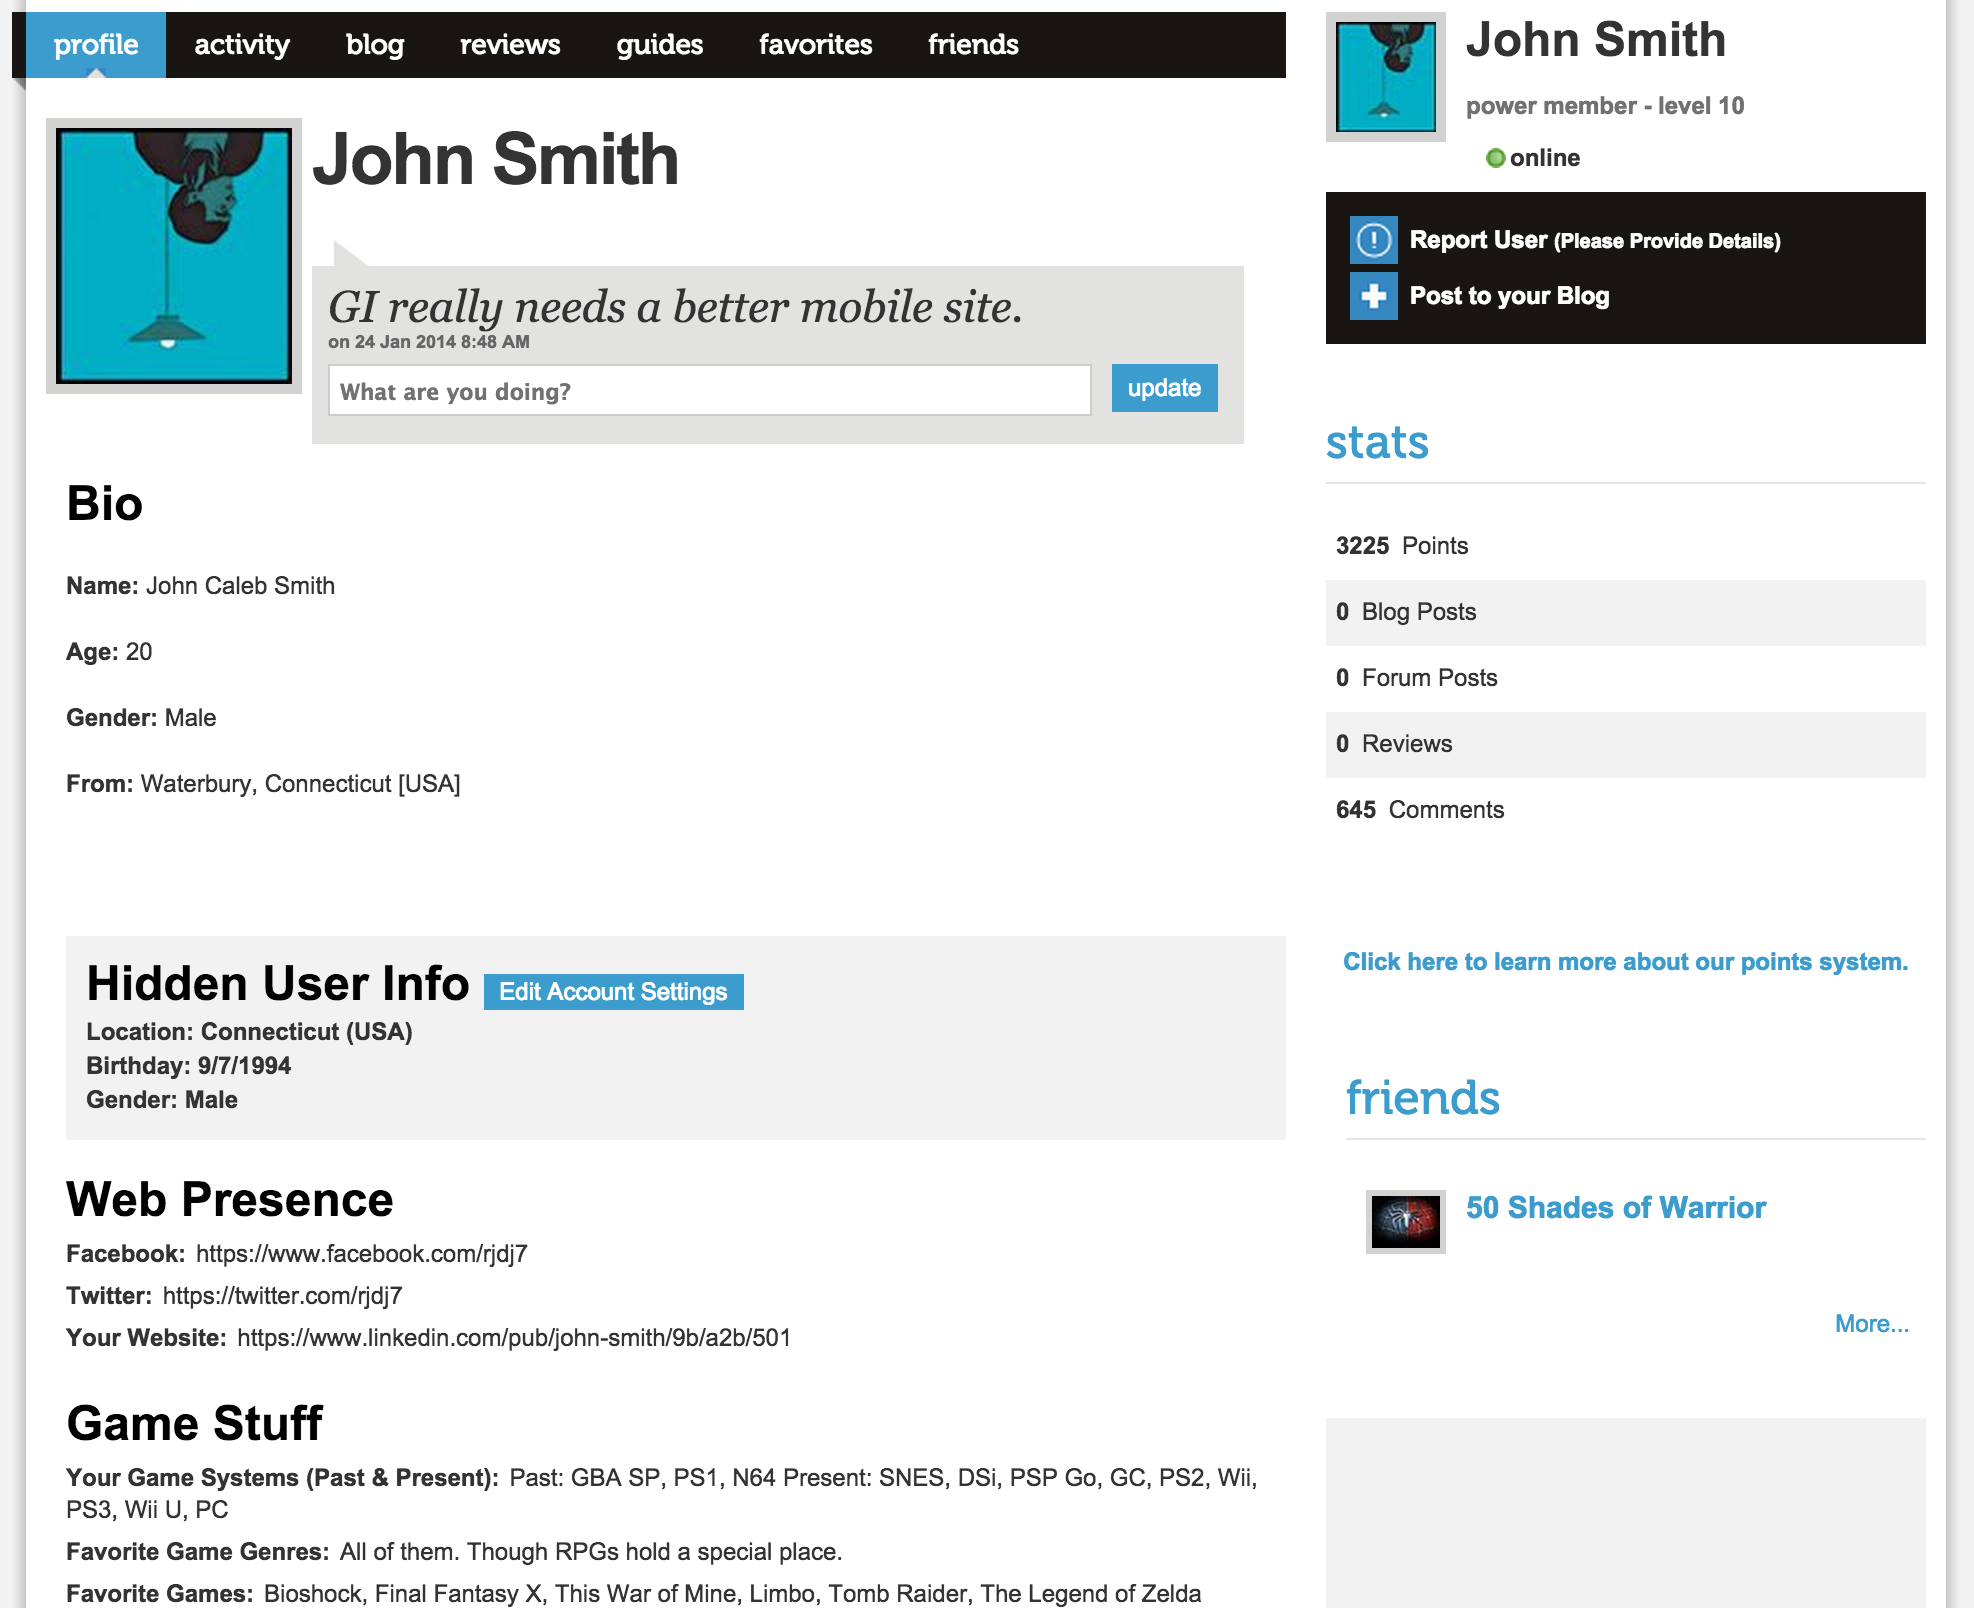 profile activity blog reviews guides favorites friends
John Smith
GI really needs a better mobile site.
on 24 Jan 2014 8:48 AM
What are you doing?
update
Bio
Name: John Caleb Smith
Age: 20
Gender: Male
From: Waterbury, Connecticut [USA]
Hidden User Info Edit Account Settings
Location: Connecticut (USA)
Birthday: 9/7/1994
Gender: Male
Web Presence
Facebook: https://www.facebook.com/rjdj7
Twitter: https://twitter.com/rjdj7
Your Website: https://www.linkedin.com/pub/john-smith/9b/a2b/501
Game Stuff
Your Game Systems (Past & Present): Past: GBA SP, PS1, N64 Present: SNES, DSi, PSP Go, GC, PS2, Wii,
PS3, Wii U, PC
Favorite Game Genres: All of them. Though RPGs hold a special place.
Favorite Games: Bioshock, Final Fantasy X, This War of Mine, Limbo, Tomb Raider, The Legend of Zelda
John Smith
power member - level 10
online
Report User (Please Provide Details)
Post to your Blog
stats
3225 Points
0 Blog Posts
0 Forum Posts
0 Reviews
645 Comments
Click here to learn more about our points system.
friends
50 Shades of Warrior
More...